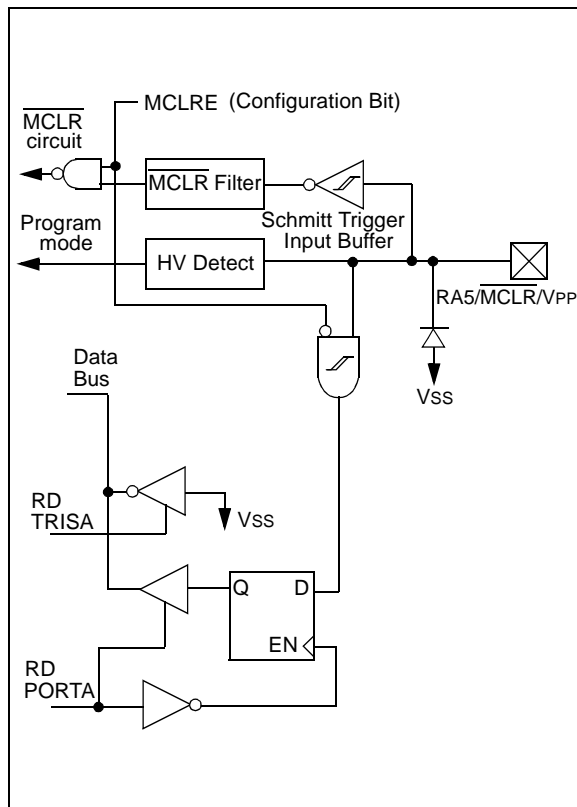 MCLRE (Configuration Bit)
MCLR
circuit
MCLR Filter
Schmitt Trigger
Input Buffer
Program
mode
HV Detect
RA5/MCLR/VPP
VSS
Data
Bus
RD
TRISA
VSS
Q
D
EN
RD
PORTA